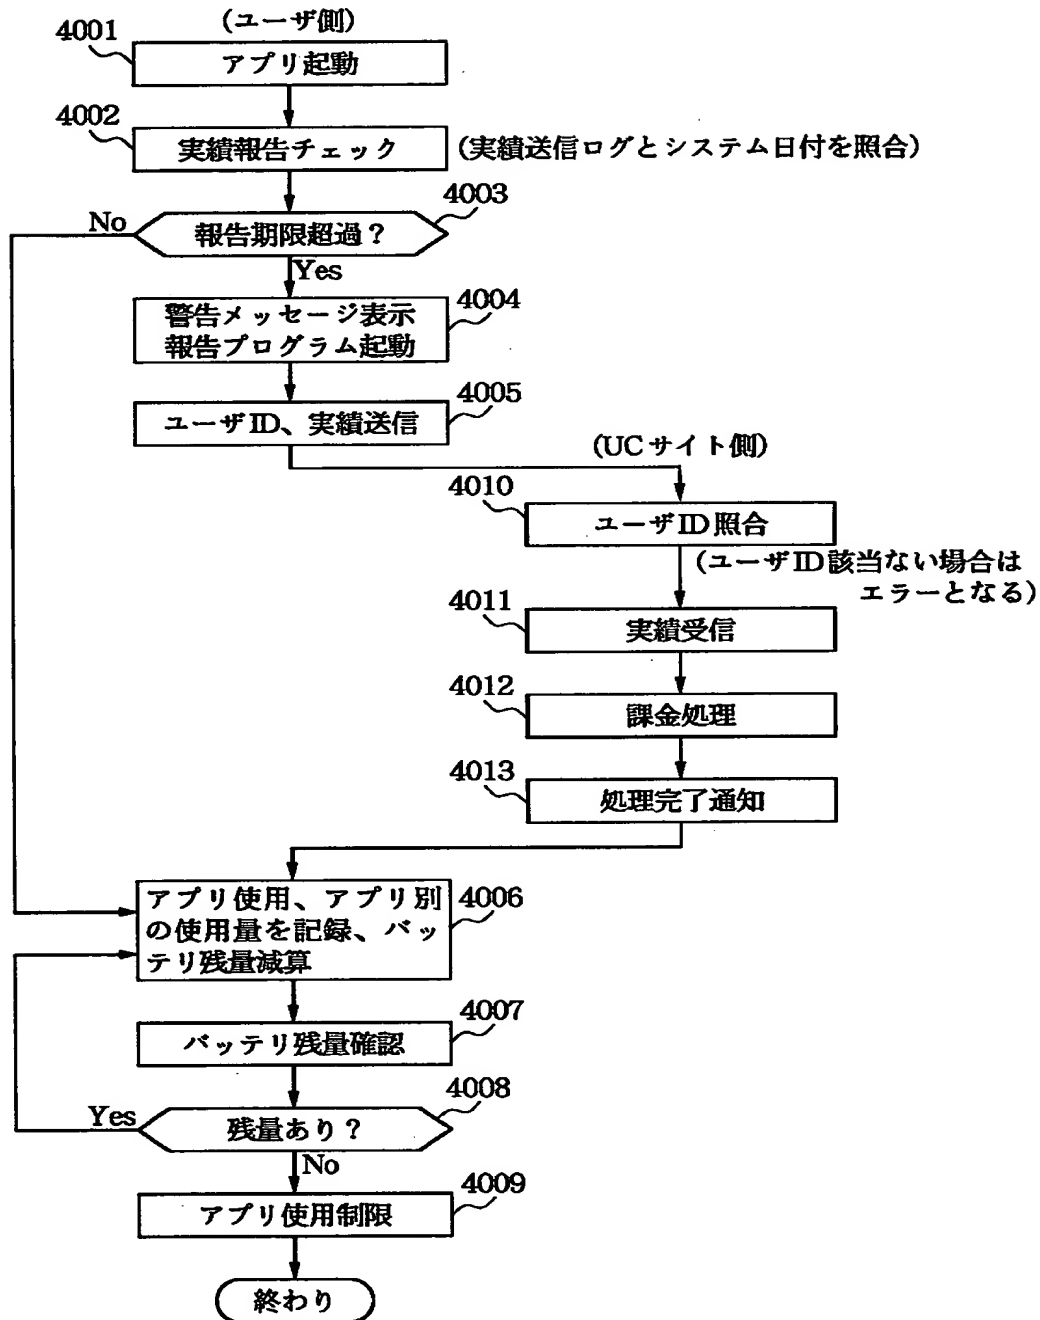 (ユーザ側)
4001
アプリ起動
4002
実績報告チェック
(実績送信ログとシステム日付を照合)
4003
No
報告期限超過？
Yes
4004
警告メッセージ表示
報告プログラム起動
4005
ユーザID、実績送信
(UCサイト側)
4010
ユーザID照合
(ユーザID該当ない場合は
エラーとなる)
4011
実績受信
4012
課金処理
4013
処理完了通知
4006
アプリ使用、アプリ別
の使用量を記録、バッ
テリ残量減算
4007
バッテリ残量確認
4008
Yes
残量あり？
No
4009
アプリ使用制限
終わり